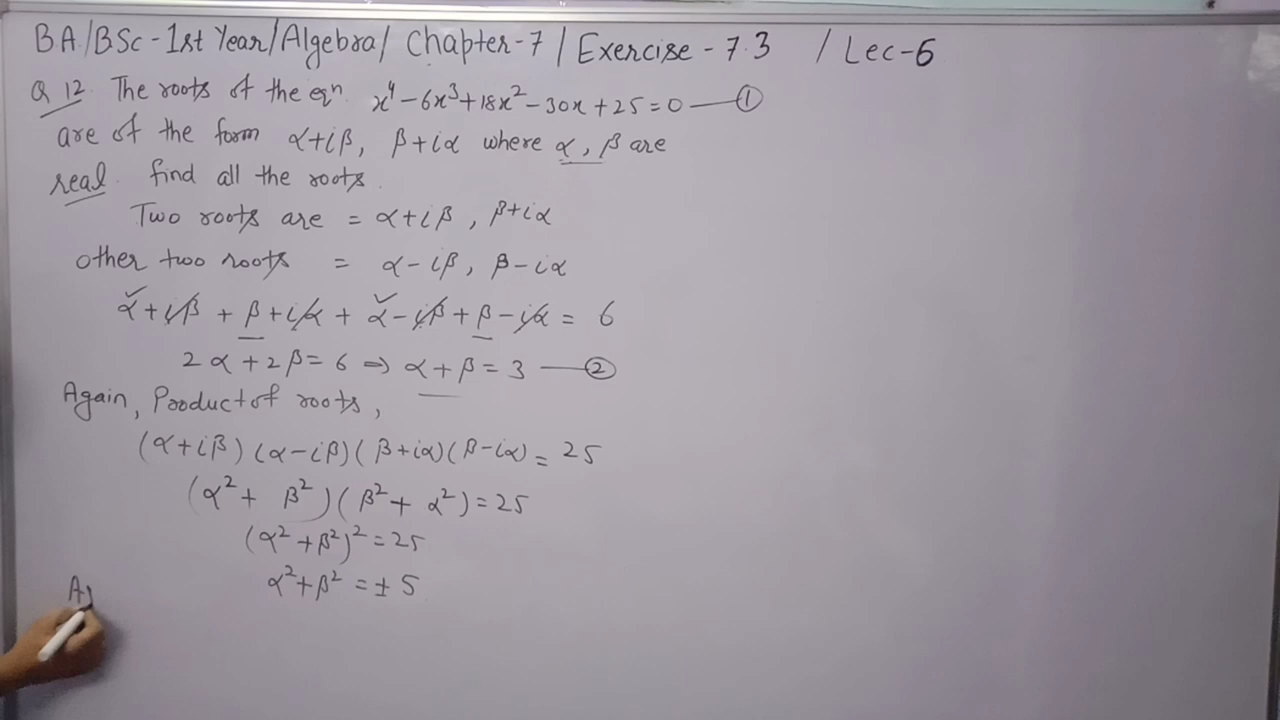 BA/BSc-1st Year/Algebra/ Chapter-7 / Exercise-7.3 / Lec-6
Q 12 The roots of the eqn x⁴-6x³+18x²-30x+25=0 —①
are of the form α+iβ, β+iα where α, β are
real. find all the roots.
Two roots are = α+iβ, β+iα
other two roots = α-iβ, β-iα
α+iβ + β+iα + α-iβ+β-iα = 6
2α+2β=6 ⇒ α+β=3 —②
Again, Product of roots,
(α+iβ)(α-iβ)(β+iα)(β-iα)=25
(α²+ β²)(β²+ α²)=25
(α²+β²)²=25
α²+β² =±5